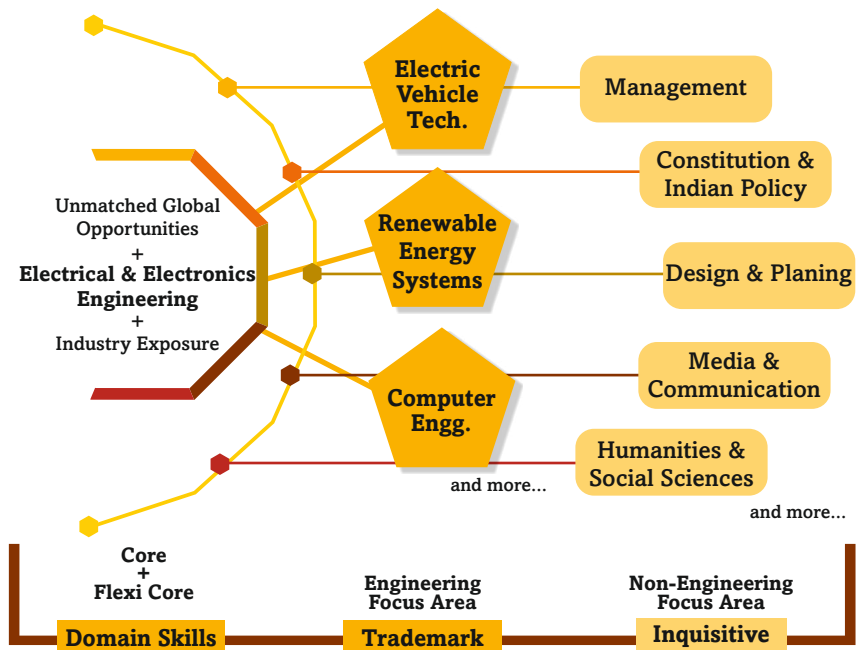 Electric
Vehicle
Tech.
Management
Constitution &
Indian Policy
Unmatched Global
Opportunities
+
Electrical & Electronics
Engineering
+
Industry Exposure
Renewable
Energy
Systems
Design & Planing
Media &
Communication
Computer
Engg.
Humanities &
Social Sciences
and more...
and more...
Core
+
Flexi Core
Domain Skills
Engineering
Focus Area
Trademark
Non-Engineering
Focus Area
Inquisitive